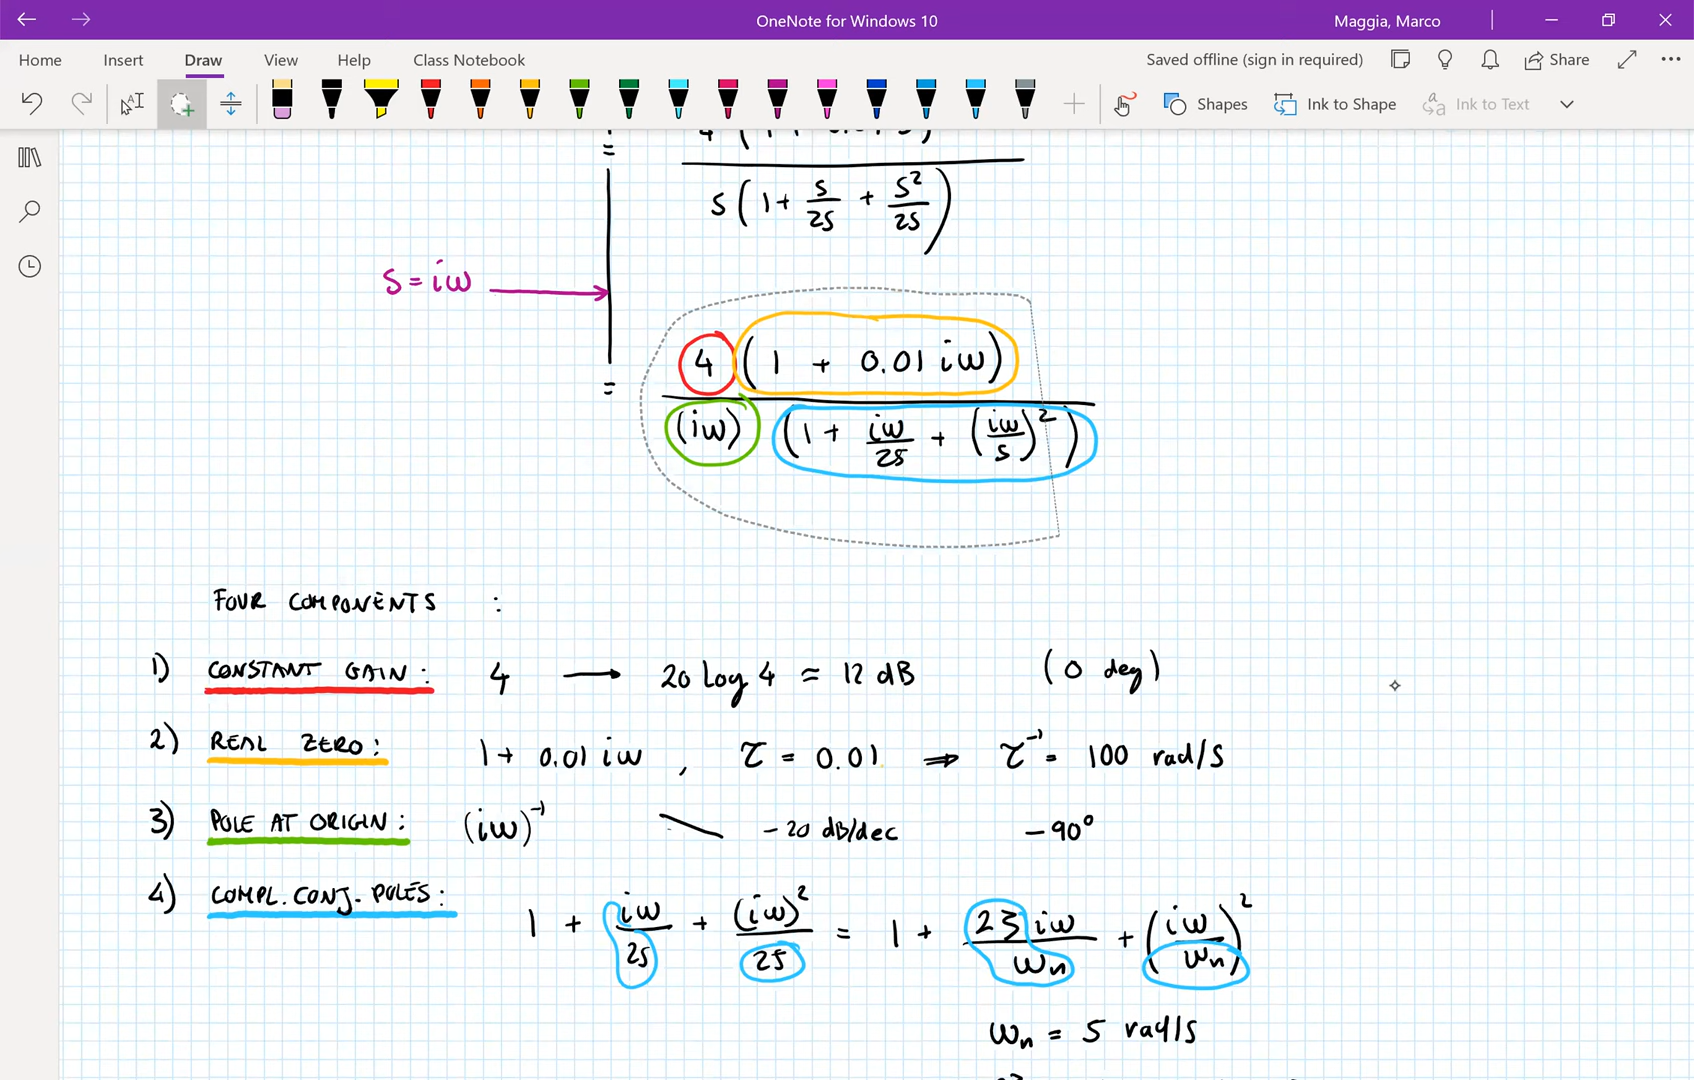 OneNote for Windows 10
Maggia, Marco
Home Insert Draw View Help Class Notebook
Saved offline (sign in required) Share
Shapes Ink to Shape Ink to Text
=
s(1+ s/25 + s²/25)
s = iω
= 4 (1 + 0.01 iω)
(iω) (1+ iω/25 + (iω/5)²)
FOUR COMPONENTS :
1) CONSTANT GAIN: 4 → 20 log 4 ≈ 12 dB (0 deg)
2) REAL ZERO: 1+ 0.01 iω , τ = 0.01 ⇒ τ⁻¹ = 100 rad/s
3) POLE AT ORIGIN: (iω)⁻¹ -20 dB/dec -90°
4) COMPL. CONJ. POLES: 1 + iω/25 + (iω)²/25 = 1 + 2ζiω/ωn + (iω/ωn)²
ωn = 5 rad/s